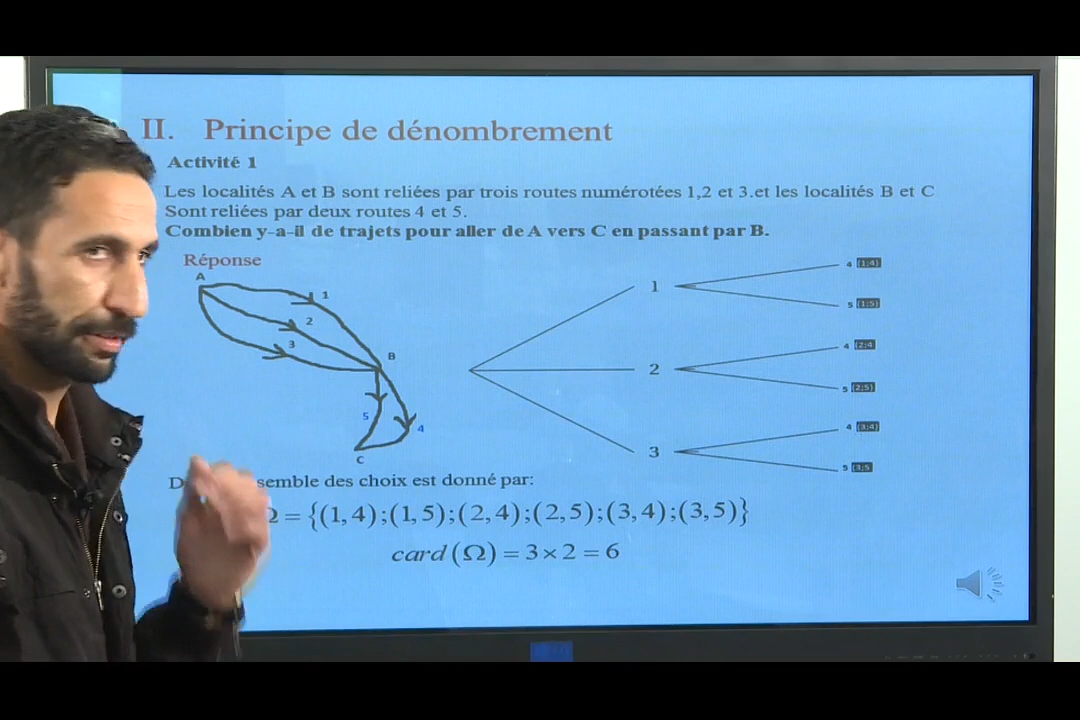 II. Principe de dénombrement
Activité 1
Les localités A et B sont reliées par trois routes numérotées 1,2 et 3.et les localités B et C
Sont reliées par deux routes 4 et 5.
Combien y-a-il de trajets pour aller de A vers C en passant par B.
Réponse
A
1
2
3
B
5
4
C
1
4 (1;4)
5 (1;5)
2
4 (2;4
5 (2;5)
3
4 (3;4)
5 (3;5
semble des choix est donné par:
= {(1,4);(1,5);(2,4);(2,5);(3,4);(3,5)}
card(Ω) = 3×2 = 6